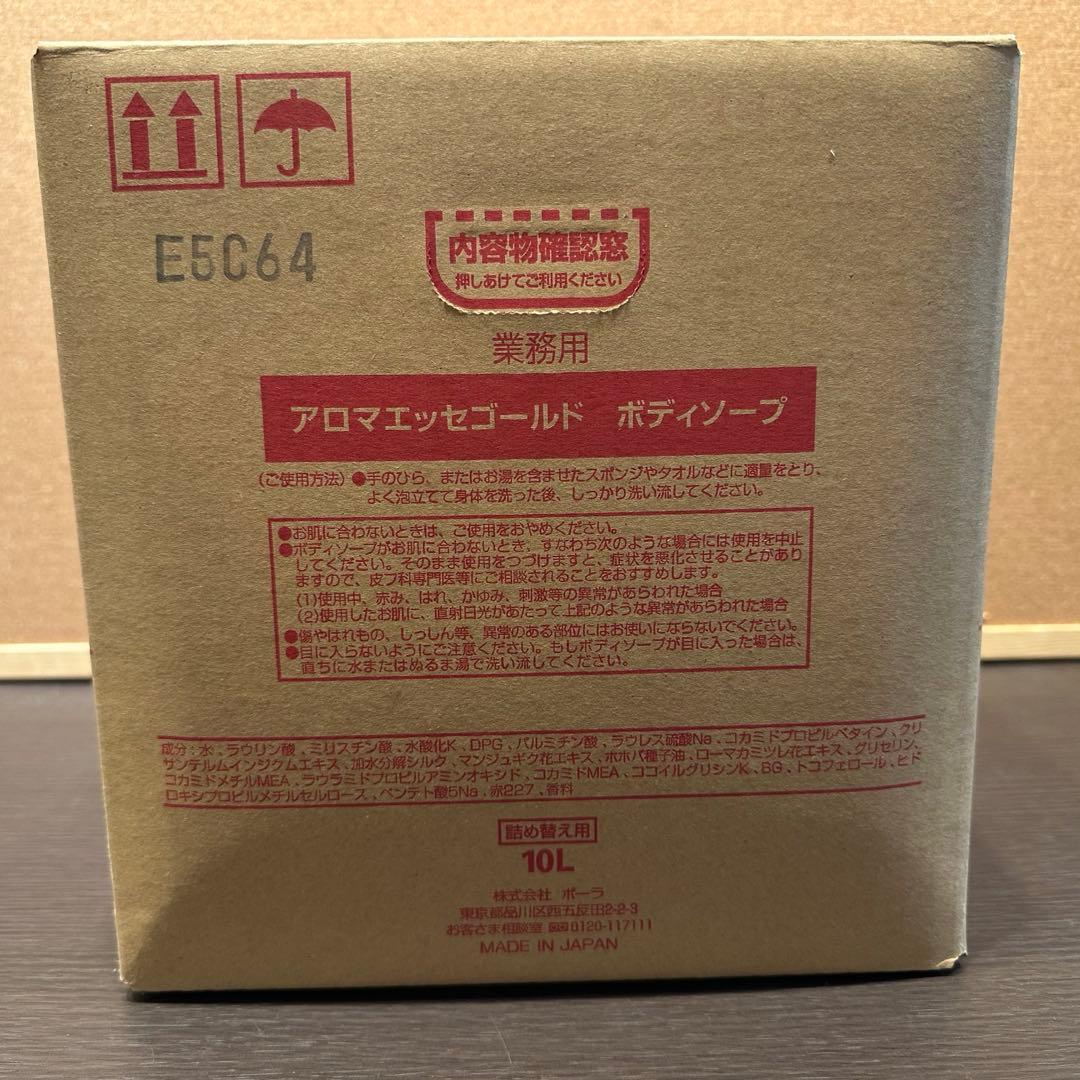 E5C64
内容物確認窓
押しあけてご利用ください
業務用
アロマエッセゴールド ボディソープ
(ご使用方法) ●手のひら、またはお湯を含ませたスポンジやタオルなどに適量をとり、
よく泡立てて身体を洗った後、しっかり洗い流してください。
●お肌に合わないときは、ご使用をおやめください。
●ボディソープがお肌に合わないとき、すなわち次のような場合には使用を中止
してください。そのまま使用をつづけますと、症状を悪化させることがあり
ますので、皮フ科専門医等にご相談されることをおすすめします。
(1)使用中、赤み、はれ、かゆみ、刺激等の異常があらわれた場合
(2)使用したお肌に、直射日光があたって上記のような異常があらわれた場合
●傷やはれもの、しっしん等、異常のある部位にはお使いにならないでください。
●目に入らないようにご注意ください。もしボディソープが目に入った場合は、
直ちに水またはぬるま湯で洗い流してください。
成分:水、ラウリン酸、ミリスチン酸、水酸化K、DPG、パルミチン酸、ラウレス硫酸Na、コカミドプロピルベタイン、クリ
サンテルムインジクムエキス、加水分解シルク、マンジュギク花エキス、ホホバ種子油、ローマカミツレ花エキス、グリセリン、
コカミドメチルMEA、ラウラミドプロピルアミンオキシド、コカミドMEA、ココイルグリシンK、BG、トコフェロール、ヒド
ロキシプロピルメチルセルロース、ペンテト酸5Na、赤227、香料
詰め替え用
10L
株式会社 ポーラ
東京都品川区西五反田2-2-3
お客さま相談室 0120-117111
MADE IN JAPAN